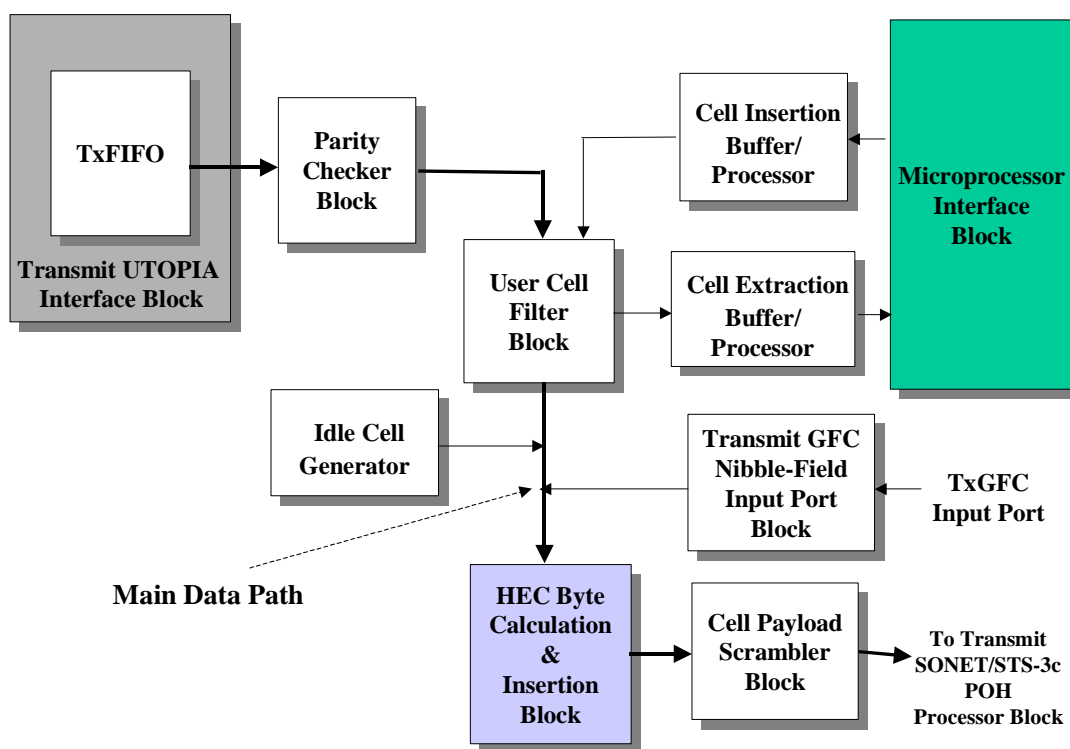 TxFIFO
Transmit UTOPIA
Interface Block
Parity
Checker
Block
Cell Insertion
Buffer/
Processor
Microprocessor
Interface
Block
User Cell
Filter
Block
Cell Extraction
Buffer/
Processor
Idle Cell
Generator
Transmit GFC
Nibble-Field
Input Port
Block
TxGFC
Input Port
Main Data Path
HEC Byte
Calculation
&
Insertion
Block
Cell Payload
Scrambler
Block
To Transmit
SONET/STS-3c
POH
Processor Block